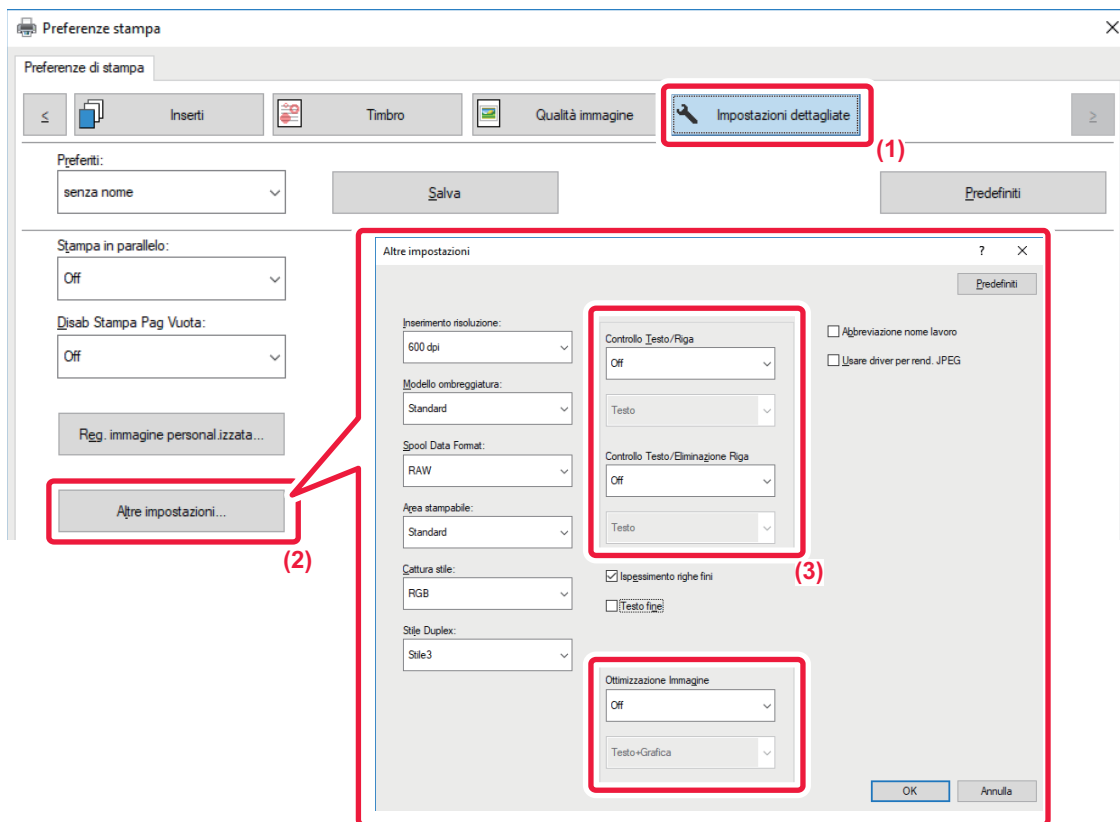 Preferenze stampa
Preferenze di stampa
<
Inserti
Timbro
Qualità immagine
Impostazioni dettagliate
>
(1)
Preferiti:
senza nome
Salva
Predefiniti
Stampa in parallelo:
Off
Disab Stampa Pag Vuota:
Off
Reg. immagine personal.izzata...
Altre impostazioni...
(2)
Altre impostazioni
?
Predefiniti
Inserimento risoluzione:
600 dpi
Modello ombreggiatura:
Standard
Spool Data Format:
RAW
Area stampabile:
Standard
Cattura stile:
RGB
Stile Duplex:
Stile3
Controllo Testo/Riga
Off
Testo
Controllo Testo/Eliminazione Riga
Off
Testo
(3)
Ispessimento righe fini
Testo fine
Ottimizzazione Immagine
Off
Testo+Grafica
Abbreviazione nome lavoro
Usare driver per rend. JPEG
OK
Annulla